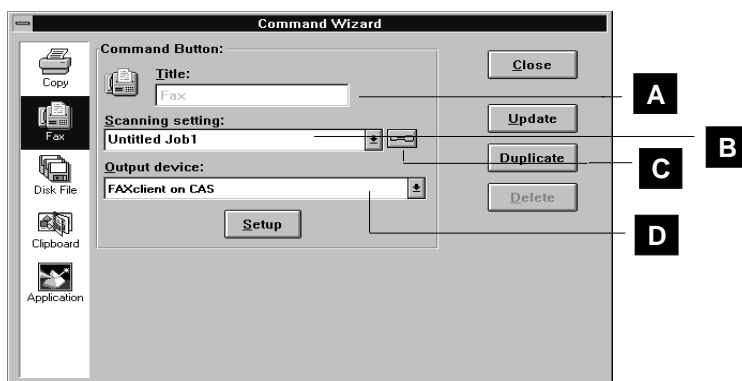 Command Wizard
Copy
Fax
Disk File
Clipboard
Application
Command Button:
Title:
Fax
Scanning setting:
Untitled Job1
Output device:
FAXclient on CAS
Setup
Close
Update
Duplicate
Delete
A
B
C
D